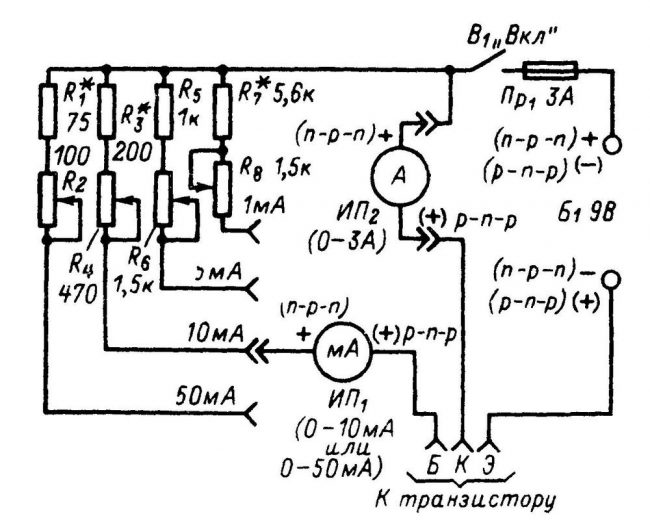 В₁„Вкл"
R₁*
75
R₃*
200
R₅
1к
R₇* 5,6к
Пр₁ 3А
100
R₂
R₄
470
R₆
1,5к
R₈ 1,5к
1мА
(n-p-n)+
А
ИП₂
(0-3А)
(+) p-n-p
(n-p-n)+
(p-n-p)(-)
Б₁ 9В
(n-p-n)-
(p-n-p)(+)
мА
10мА
(n-p-n)
+
мА
(+)p-n-p
50мА
ИП₁
(0-10мА
или
0-50мА)
Б К Э
К транзистору